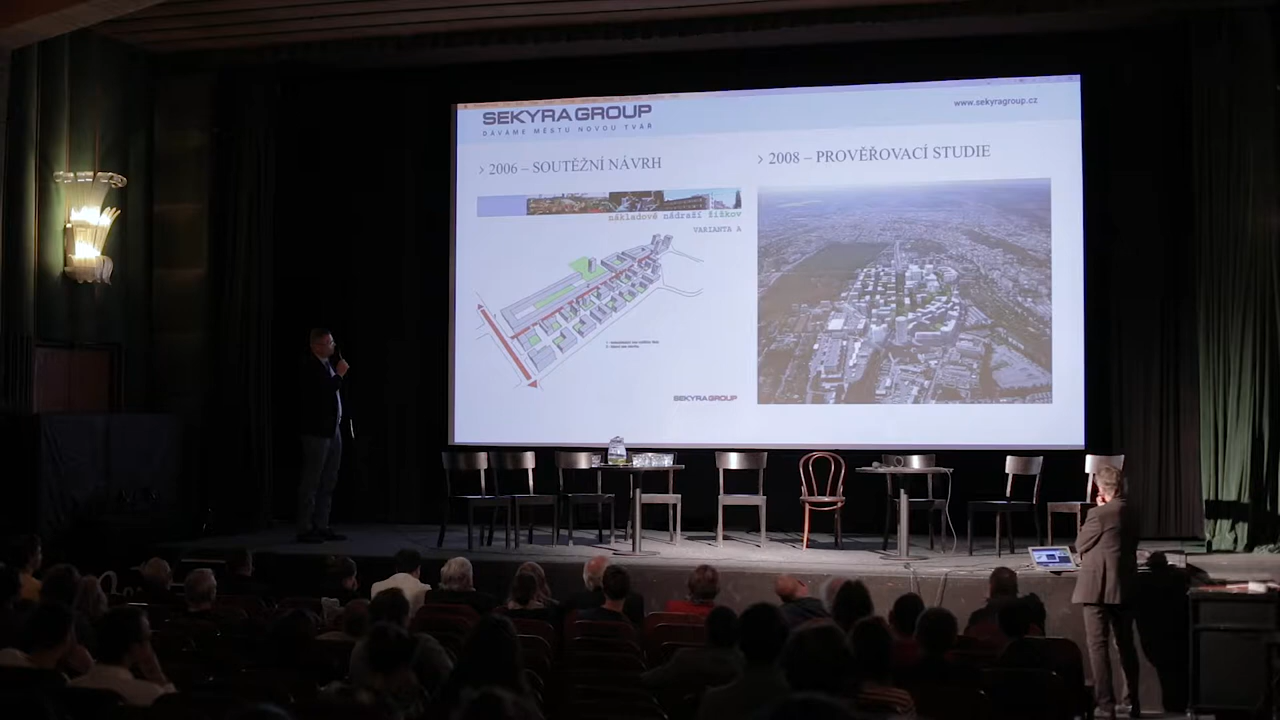 SEKYRA GROUP
DÁVÁME MĚSTU NOVOU TVÁŘ
www.sekyragroup.cz
> 2006 – SOUTĚŽNÍ NÁVRH
nákladové nádraží žižkov
VARIANTA A
SEKYRA GROUP
> 2008 – PROVĚŘOVACÍ STUDIE